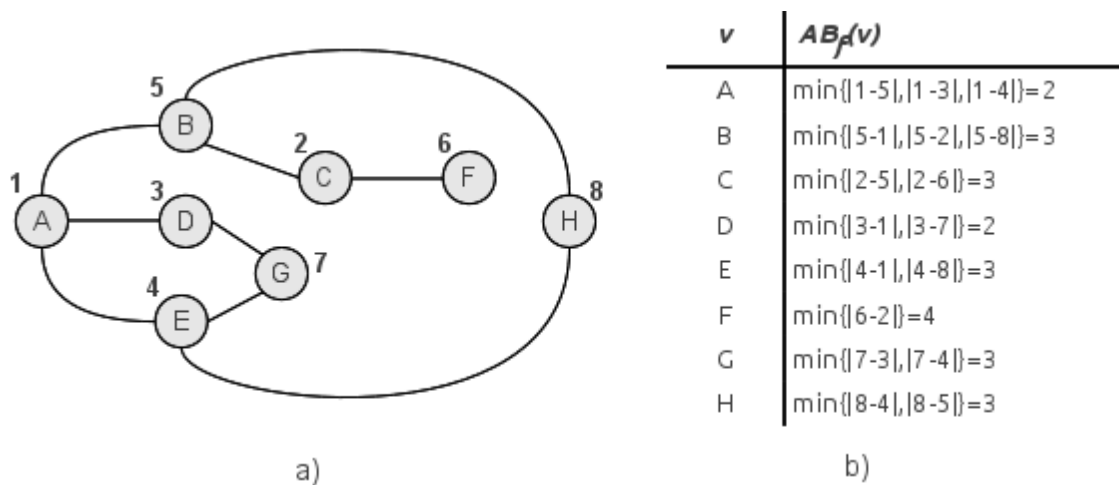 5
B
2
C
6
F
1
A
3
D
8
H
G
7
4
E
a)
v ABf(v)
A min{|1-5|,|1-3|,|1-4|}=2
B min{|5-1|,|5-2|,|5-8|}=3
C min{|2-5|,|2-6|}=3
D min{|3-1|,|3-7|}=2
E min{|4-1|,|4-8|}=3
F min{|6-2|}=4
G min{|7-3|,|7-4|}=3
H min{|8-4|,|8-5|}=3
b)